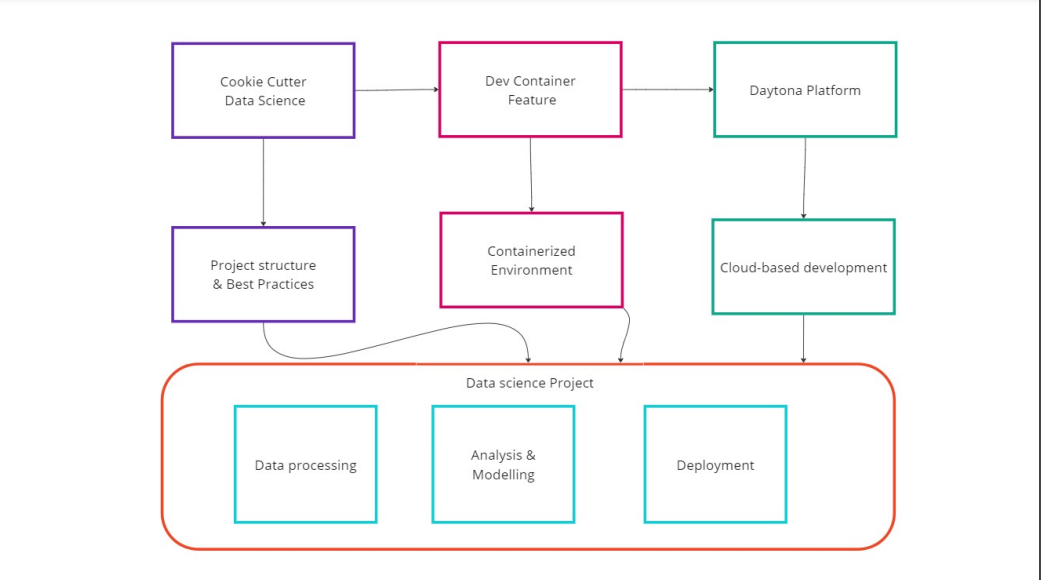 Cookie Cutter
Data Science
Dev Container
Feature
Daytona Platform
Project structure
& Best Practices
Containerized
Environment
Cloud-based development
Data science Project
Data processing
Analysis &
Modelling
Deployment